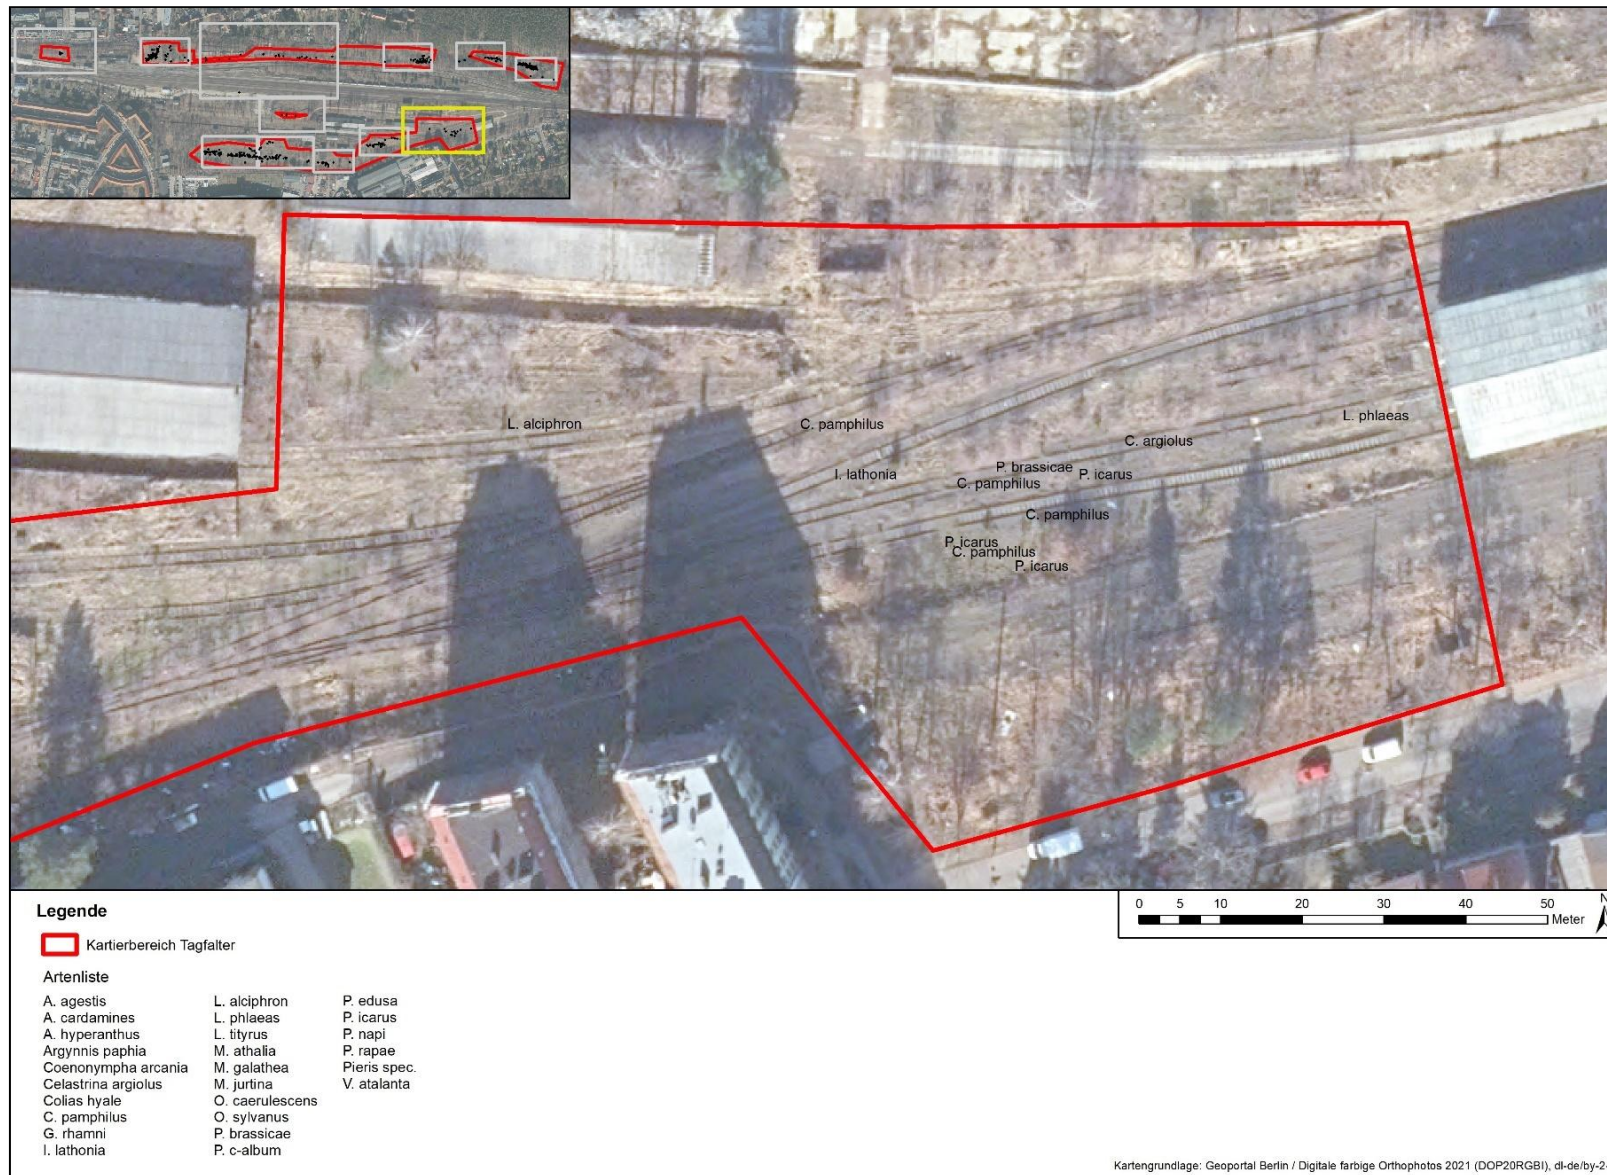 L. alciphron
C. pamphilus
L. phlaeas
C. argiolus
P. brassicae
I. lathonia
P. icarus
C. pamphilus
C. pamphilus
P. icarus
C. pamphilus
P. icarus
Legende
0 5 10 20 30 40 50
Meter
N
Kartierbereich Tagfalter
Artenliste
A. agestis
A. cardamines
A. hyperanthus
Argynnis paphia
Coenonympha arcania
Celastrina argiolus
Colias hyale
C. pamphilus
G. rhamni
I. lathonia
L. alciphron
L. phlaeas
L. tityrus
M. athalia
M. galathea
M. jurtina
O. caerulescens
O. sylvanus
P. brassicae
P. c-album
P. edusa
P. icarus
P. napi
P. rapae
Pieris spec.
V. atalanta
Kartengrundlage: Geoportal Berlin / Digitale farbige Orthophotos 2021 (DOP20RGBI), dl-de/by-2